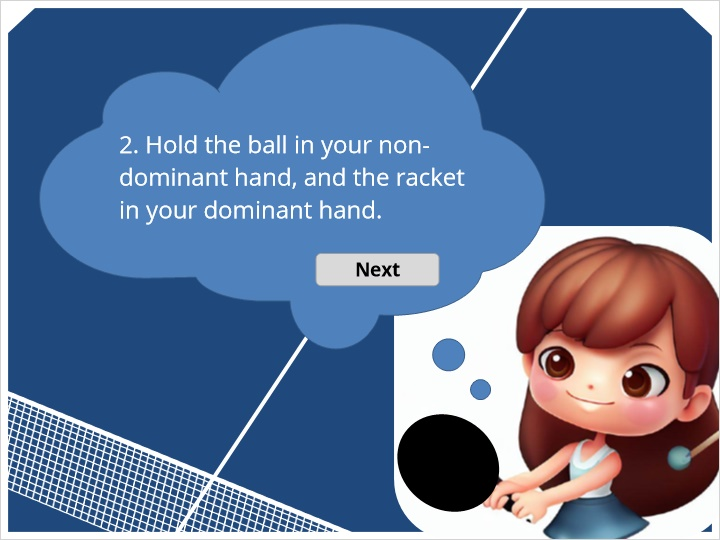 2. Hold the ball in your non-
dominant hand, and the racket
in your dominant hand.
Next